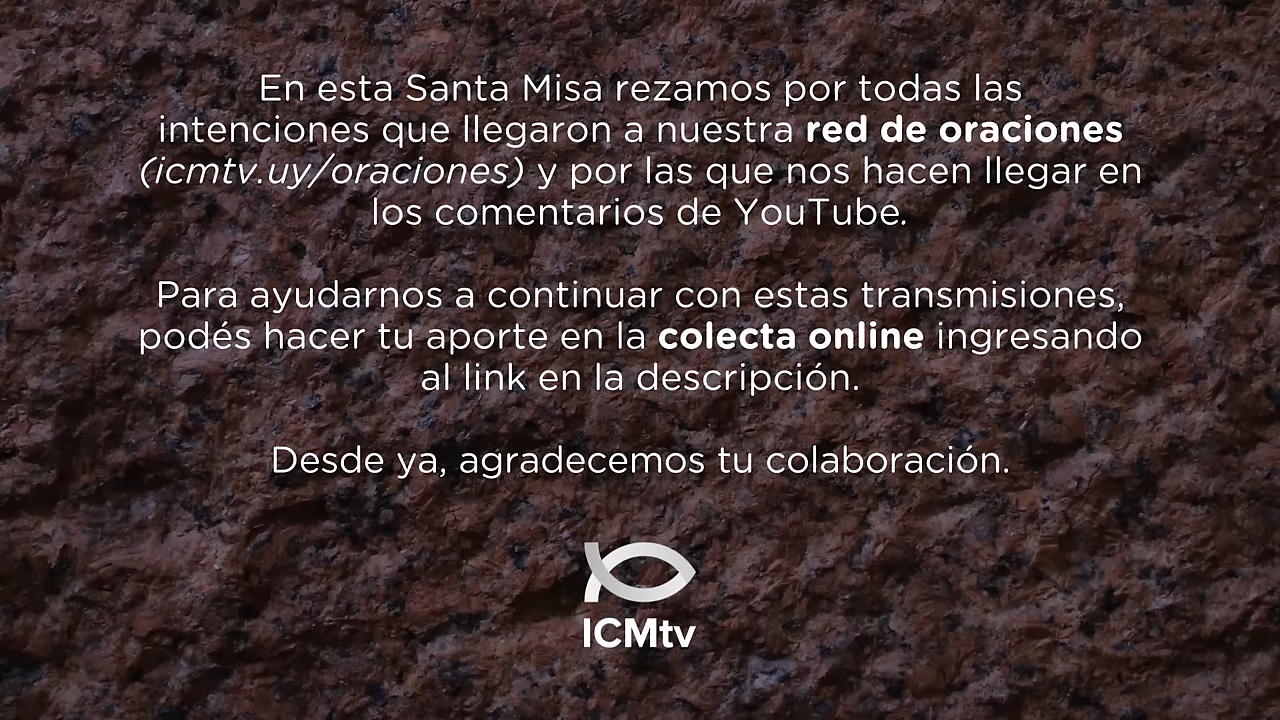 En esta Santa Misa rezamos por todas las
intenciones que llegaron a nuestra red de oraciones
(icmtv.uy/oraciones) y por las que nos hacen llegar en
los comentarios de YouTube.
Para ayudarnos a continuar con estas transmisiones,
podés hacer tu aporte en la colecta online ingresando
al link en la descripción.
Desde ya, agradecemos tu colaboración.
ICMtv